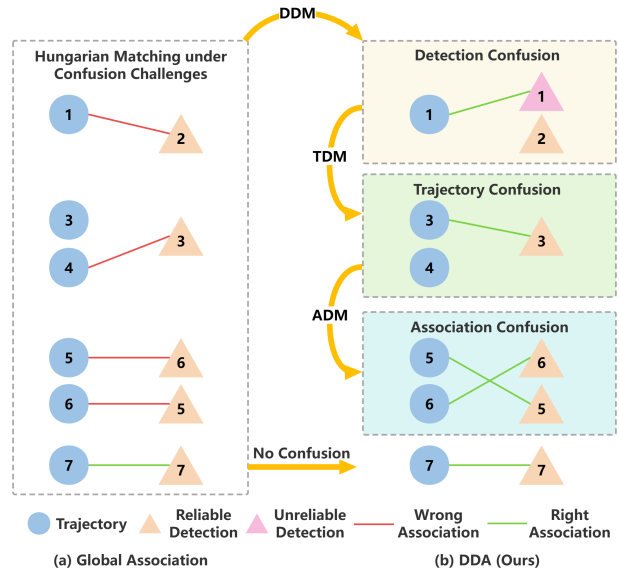 DDM
Hungarian Matching under
Confusion Challenges
1
2
3
4
3
5
6
6
5
7
7
Detection Confusion
1
1
2
TDM
Trajectory Confusion
3
3
4
ADM
Association Confusion
5
6
6
5
No Confusion
7
7
Trajectory
Reliable
Detection
Unreliable
Detection
Wrong
Association
Right
Association
(a) Global Association
(b) DDA (Ours)